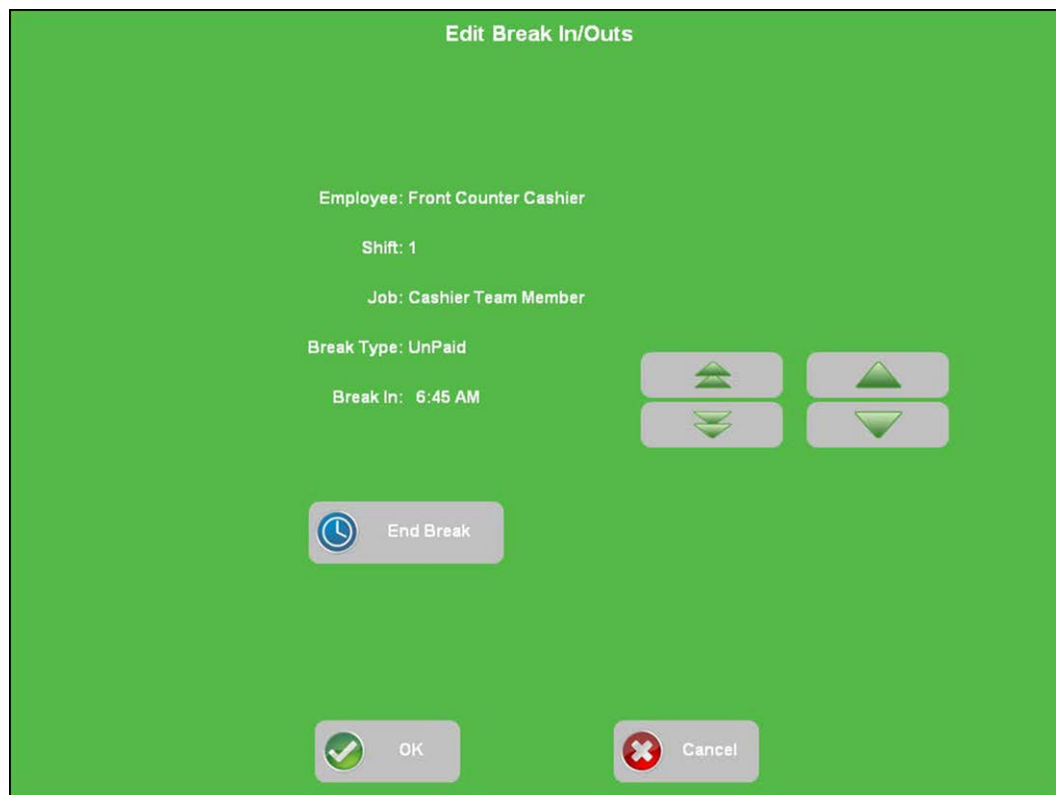 Edit Break In/Outs
Employee: Front Counter Cashier
Shift: 1
Job: Cashier Team Member
Break Type: UnPaid
Break In: 6:45 AM
End Break
OK
Cancel